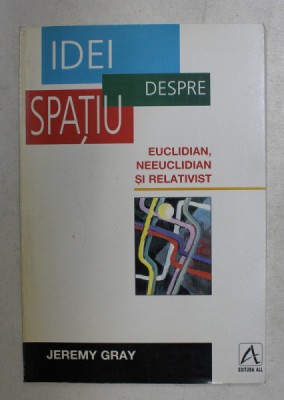 IDEI
DESPRE
SPAȚIU
EUCLIDIAN,
NEEUCLIDIAN
ȘI RELATIVIST
JEREMY GRAY
EDITURA ALL